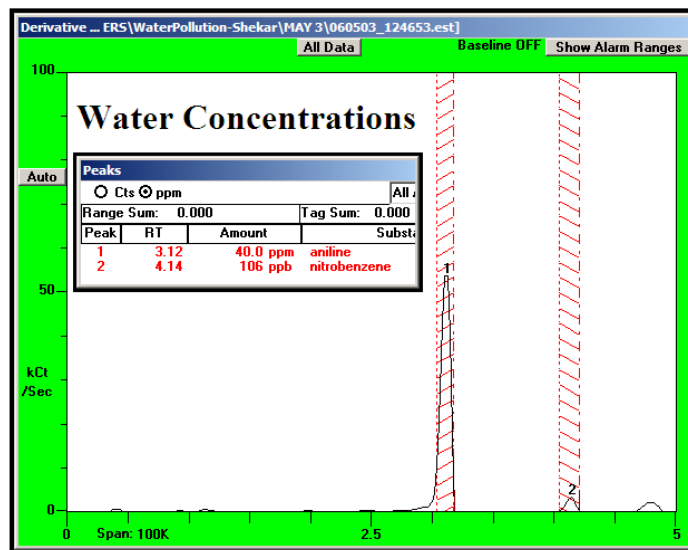 Derivative ... ERS\WaterPollution-Shekar\MAY 3\060503_124653.est]
All Data Baseline OFF Show Alarm Ranges
100
Water Concentrations
Auto
Peaks
Cts ppm All
Range Sum: 0.000 Tag Sum: 0.000
Peak RT Amount Substa
1 3.12 40.0 ppm aniline
2 4.14 106 ppb nitrobenzene
1
50
kCt
/Sec
2
0
0 Span: 100K 2.5 5